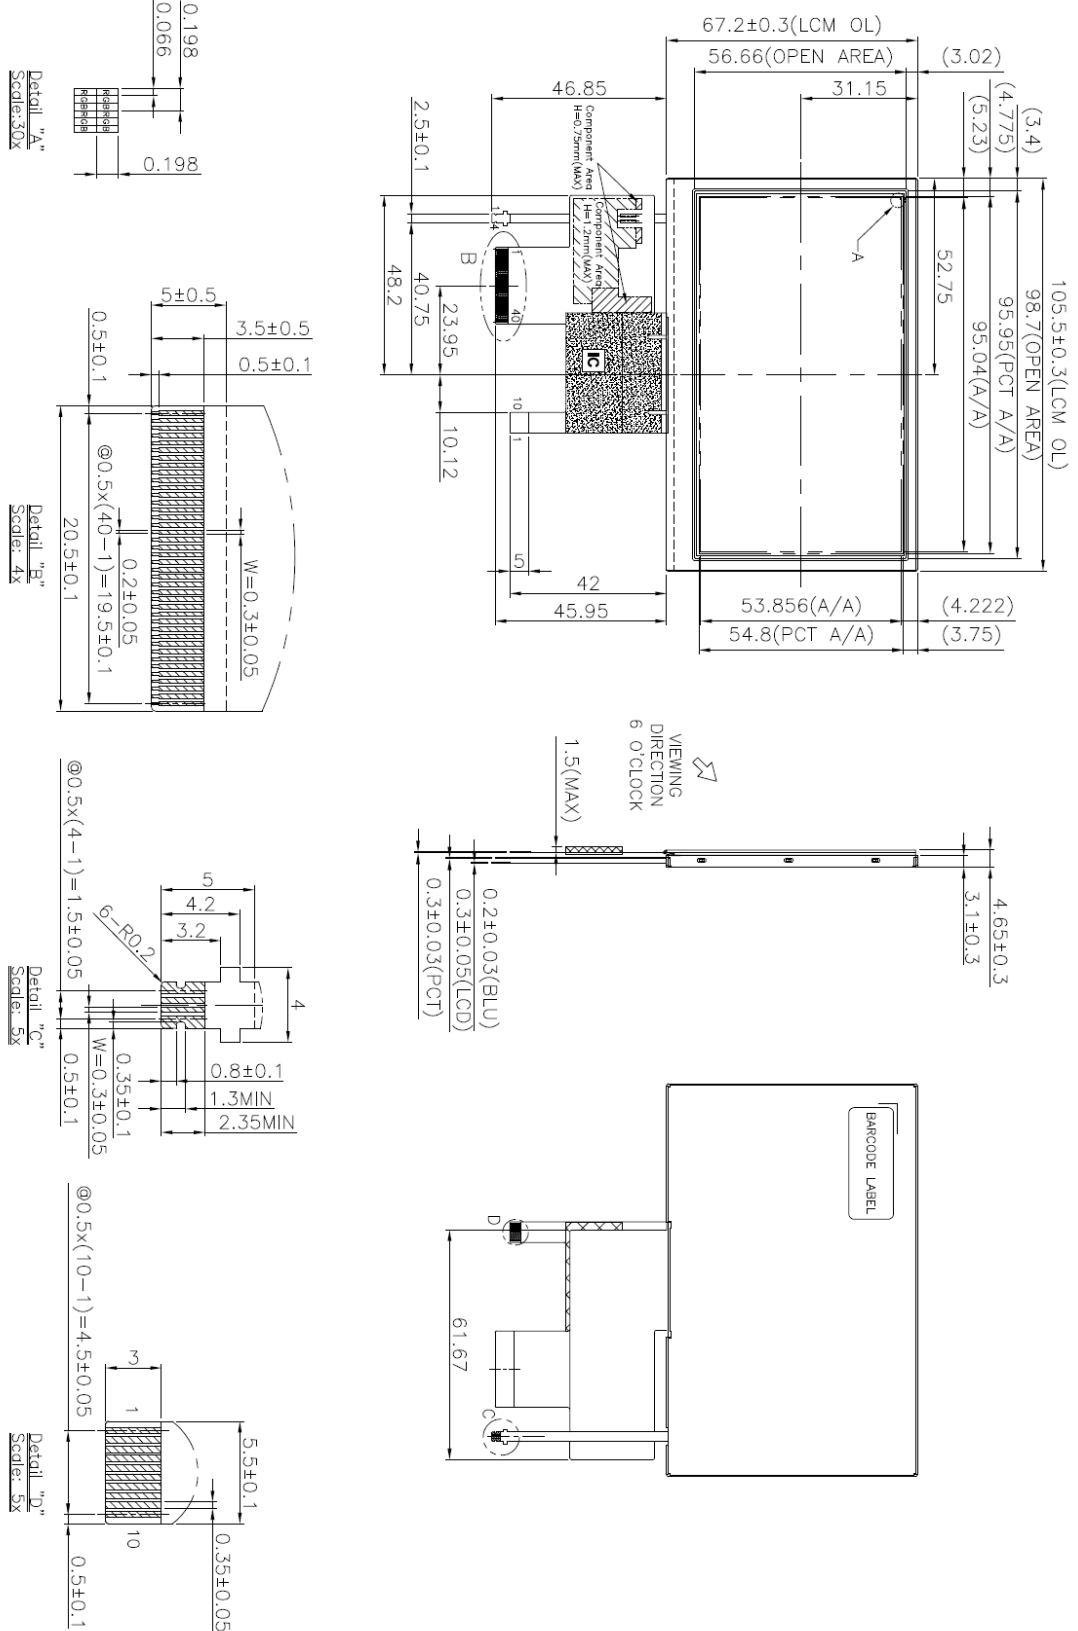 67.2±0.3(LCM OL)
56.66(OPEN AREA)
(3.02)
46.85
31.15
105.5±0.3(LCM OL)
98.7(OPEN AREA)
95.95(PCT A/A)
95.04(A/A)
52.75
(3.4)
(4.775)
(5.23)
A
2.5±0.1
Component Area
H=0.75mm(MAX)
Component Area
H=1.2mm(MAX)
1
4
B
1
40
IC
10
1
48.2
40.75
23.95
10.12
5
42
45.95
53.856(A/A)
54.8(PCT A/A)
(4.222)
(3.75)
VIEWING
DIRECTION
6 O'CLOCK
1.5(MAX)
4.65±0.3
3.1±0.3
0.2±0.03(BLU)
0.3±0.05(LCD)
0.3±0.03(PCT)
BARCODE LABEL
D
C
61.67
0.198
0.066
RGBRGB
RGBRGB
0.198
Detail "A"
Scale:30x
5±0.5
3.5±0.5
0.5±0.1
0.5±0.1
W=0.3±0.05
0.2±0.05
@0.5x(40-1)=19.5±0.1
20.5±0.1
Detail "B"
Scale: 4x
5
4.2
3.2
6-R0.2
4
@0.5x(4-1)=1.5±0.05
0.8±0.1
1.3MIN
2.35MIN
0.35±0.1
W=0.3±0.05
0.5±0.1
Detail "C"
Scale: 5x
@0.5x(10-1)=4.5±0.05
3
1
10
5.5±0.1
0.35±0.05
0.5±0.1
Detail "D"
Scale: 5x